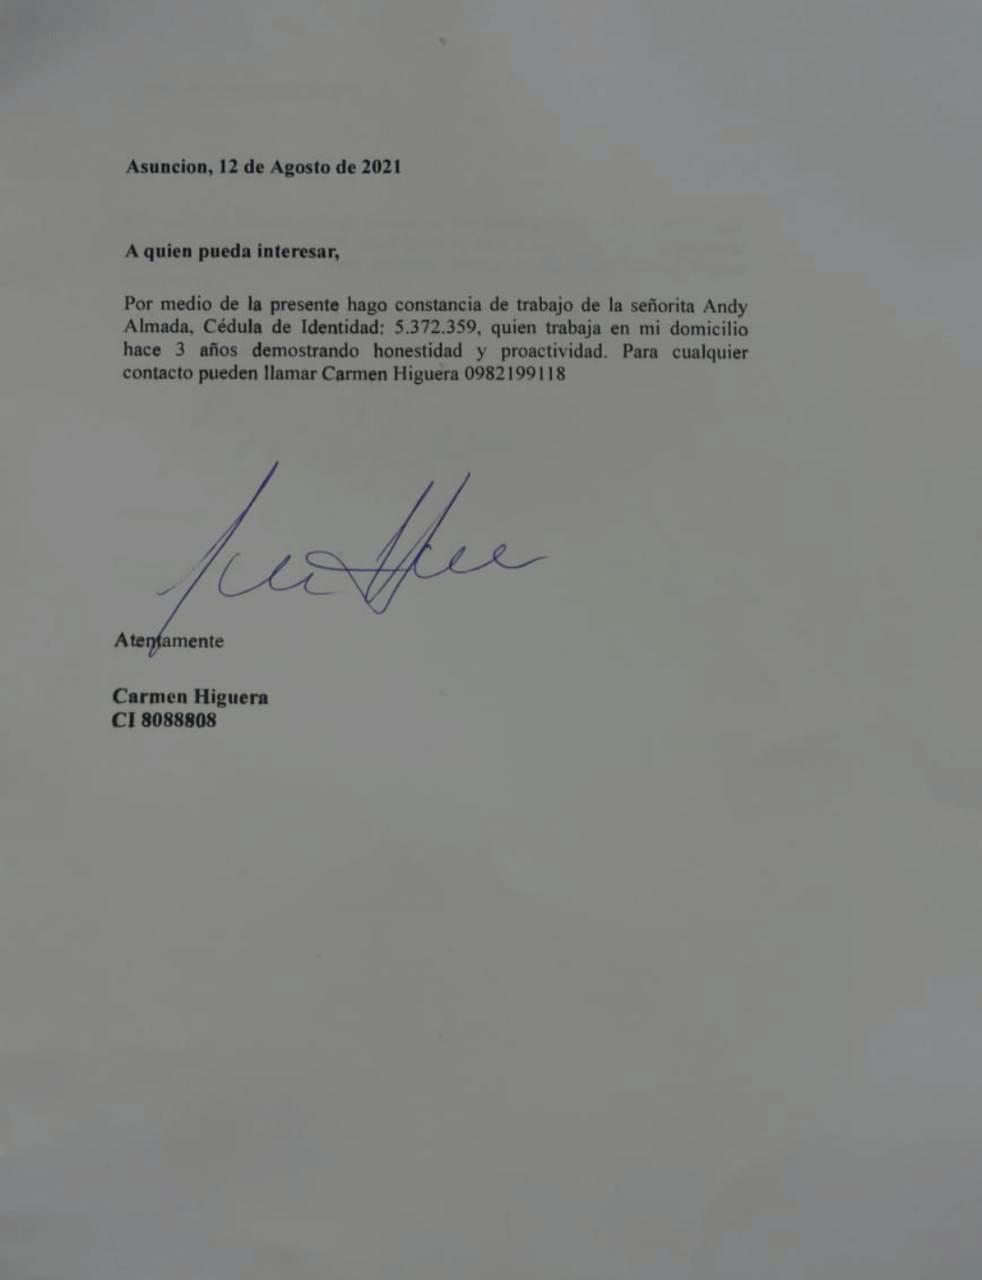 Asuncion, 12 de Agosto de 2021
A quien pueda interesar,
Por medio de la presente hago constancia de trabajo de la señorita Andy
Almada, Cédula de Identidad: 5.372.359, quien trabaja en mi domicilio
hace 3 años demostrando honestidad y proactividad. Para cualquier
contacto pueden llamar Carmen Higuera 0982199118
Atentamente
Carmen Higuera
CI 8088808